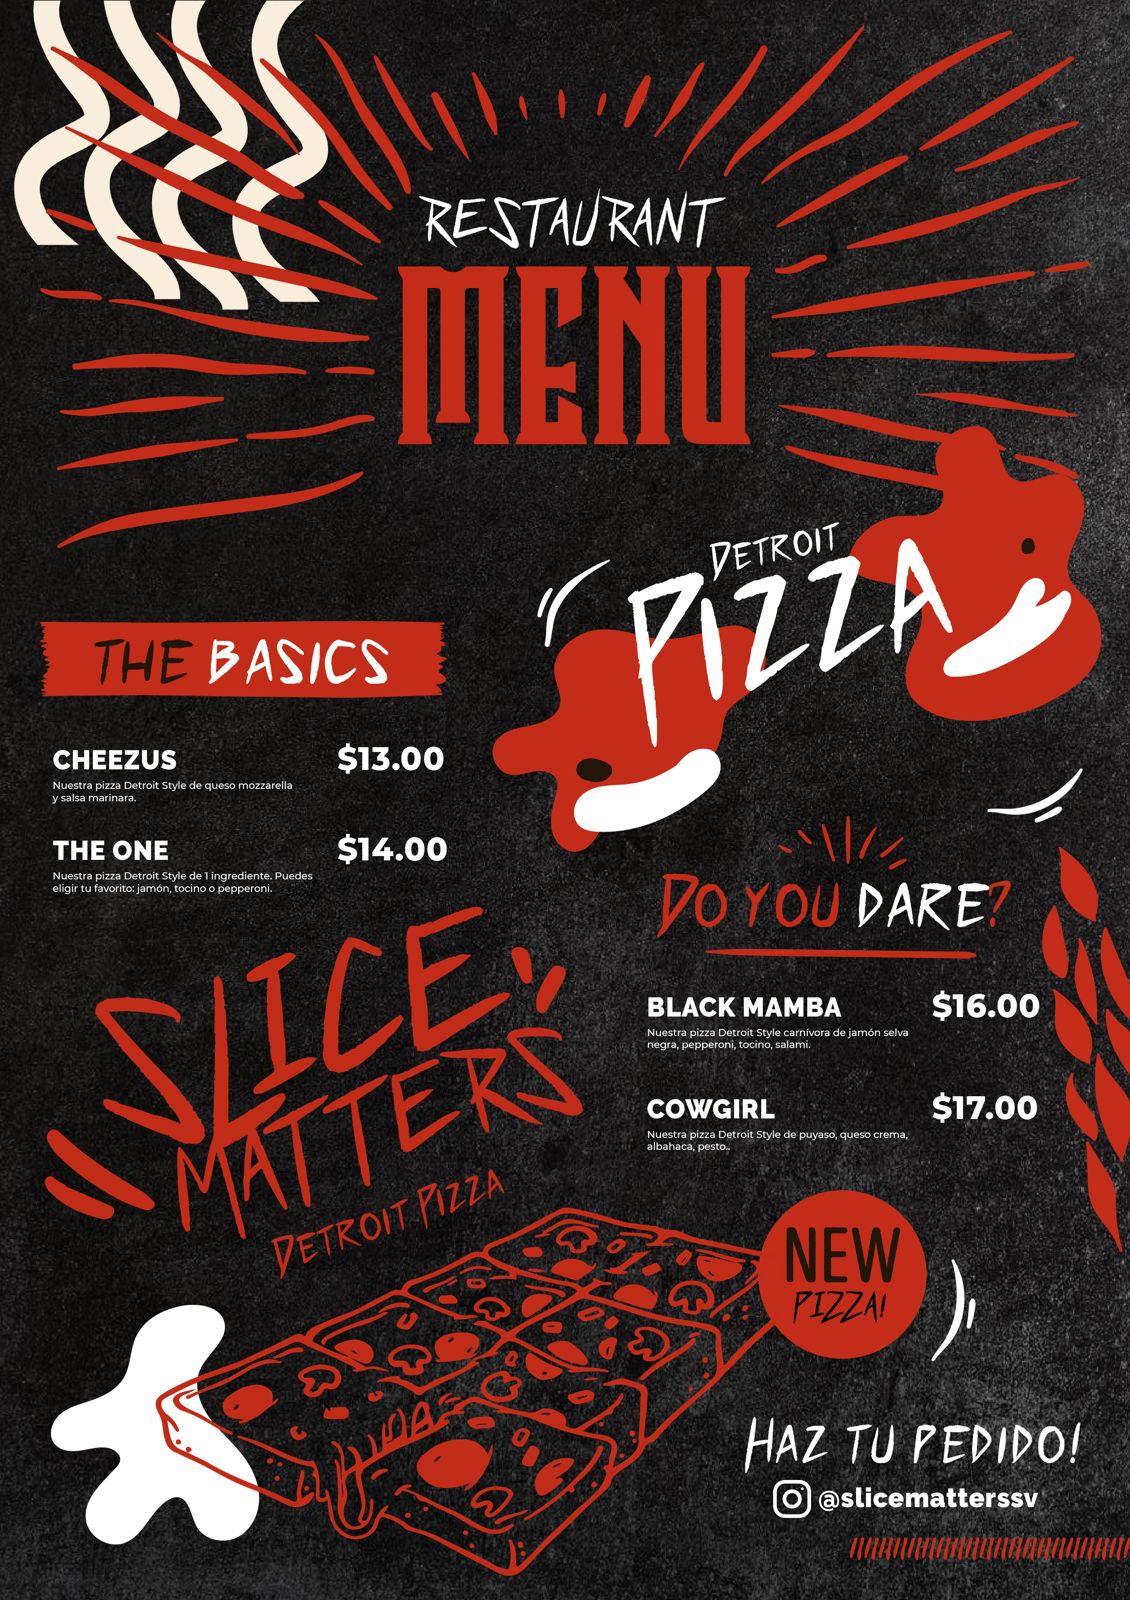 RESTAURANT
MENU
DETROIT
PIZZA
THE BASICS
CHEEZUS $13.00
Nuestra pizza Detroit Style de queso mozzarella
y salsa marinara.
THE ONE $14.00
Nuestra pizza Detroit Style de 1 ingrediente. Puedes
eligir tu favorito: jamón, tocino o pepperoni.
DO YOU DARE?
BLACK MAMBA $16.00
Nuestra pizza Detroit Style carnívora de jamón selva
negra, pepperoni, tocino, salami.
COWGIRL $17.00
Nuestra pizza Detroit Style de puyaso, queso crema,
albahaca, pesto..
SLICE
MATTERS
DETROIT PIZZA
NEW
PIZZA!
HAZ TU PEDIDO!
@slicematterssv